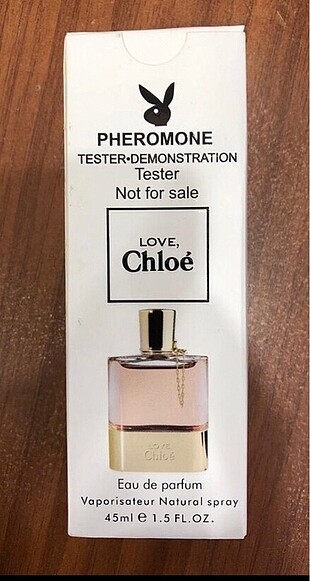 PHEROMONE
TESTER•DEMONSTRATION
Tester
Not for sale
LOVE,
Chloé
LOVE,
Chloé
Eau de parfum
Vaporisateur Natural spray
45ml e 1.5 FL.OZ.